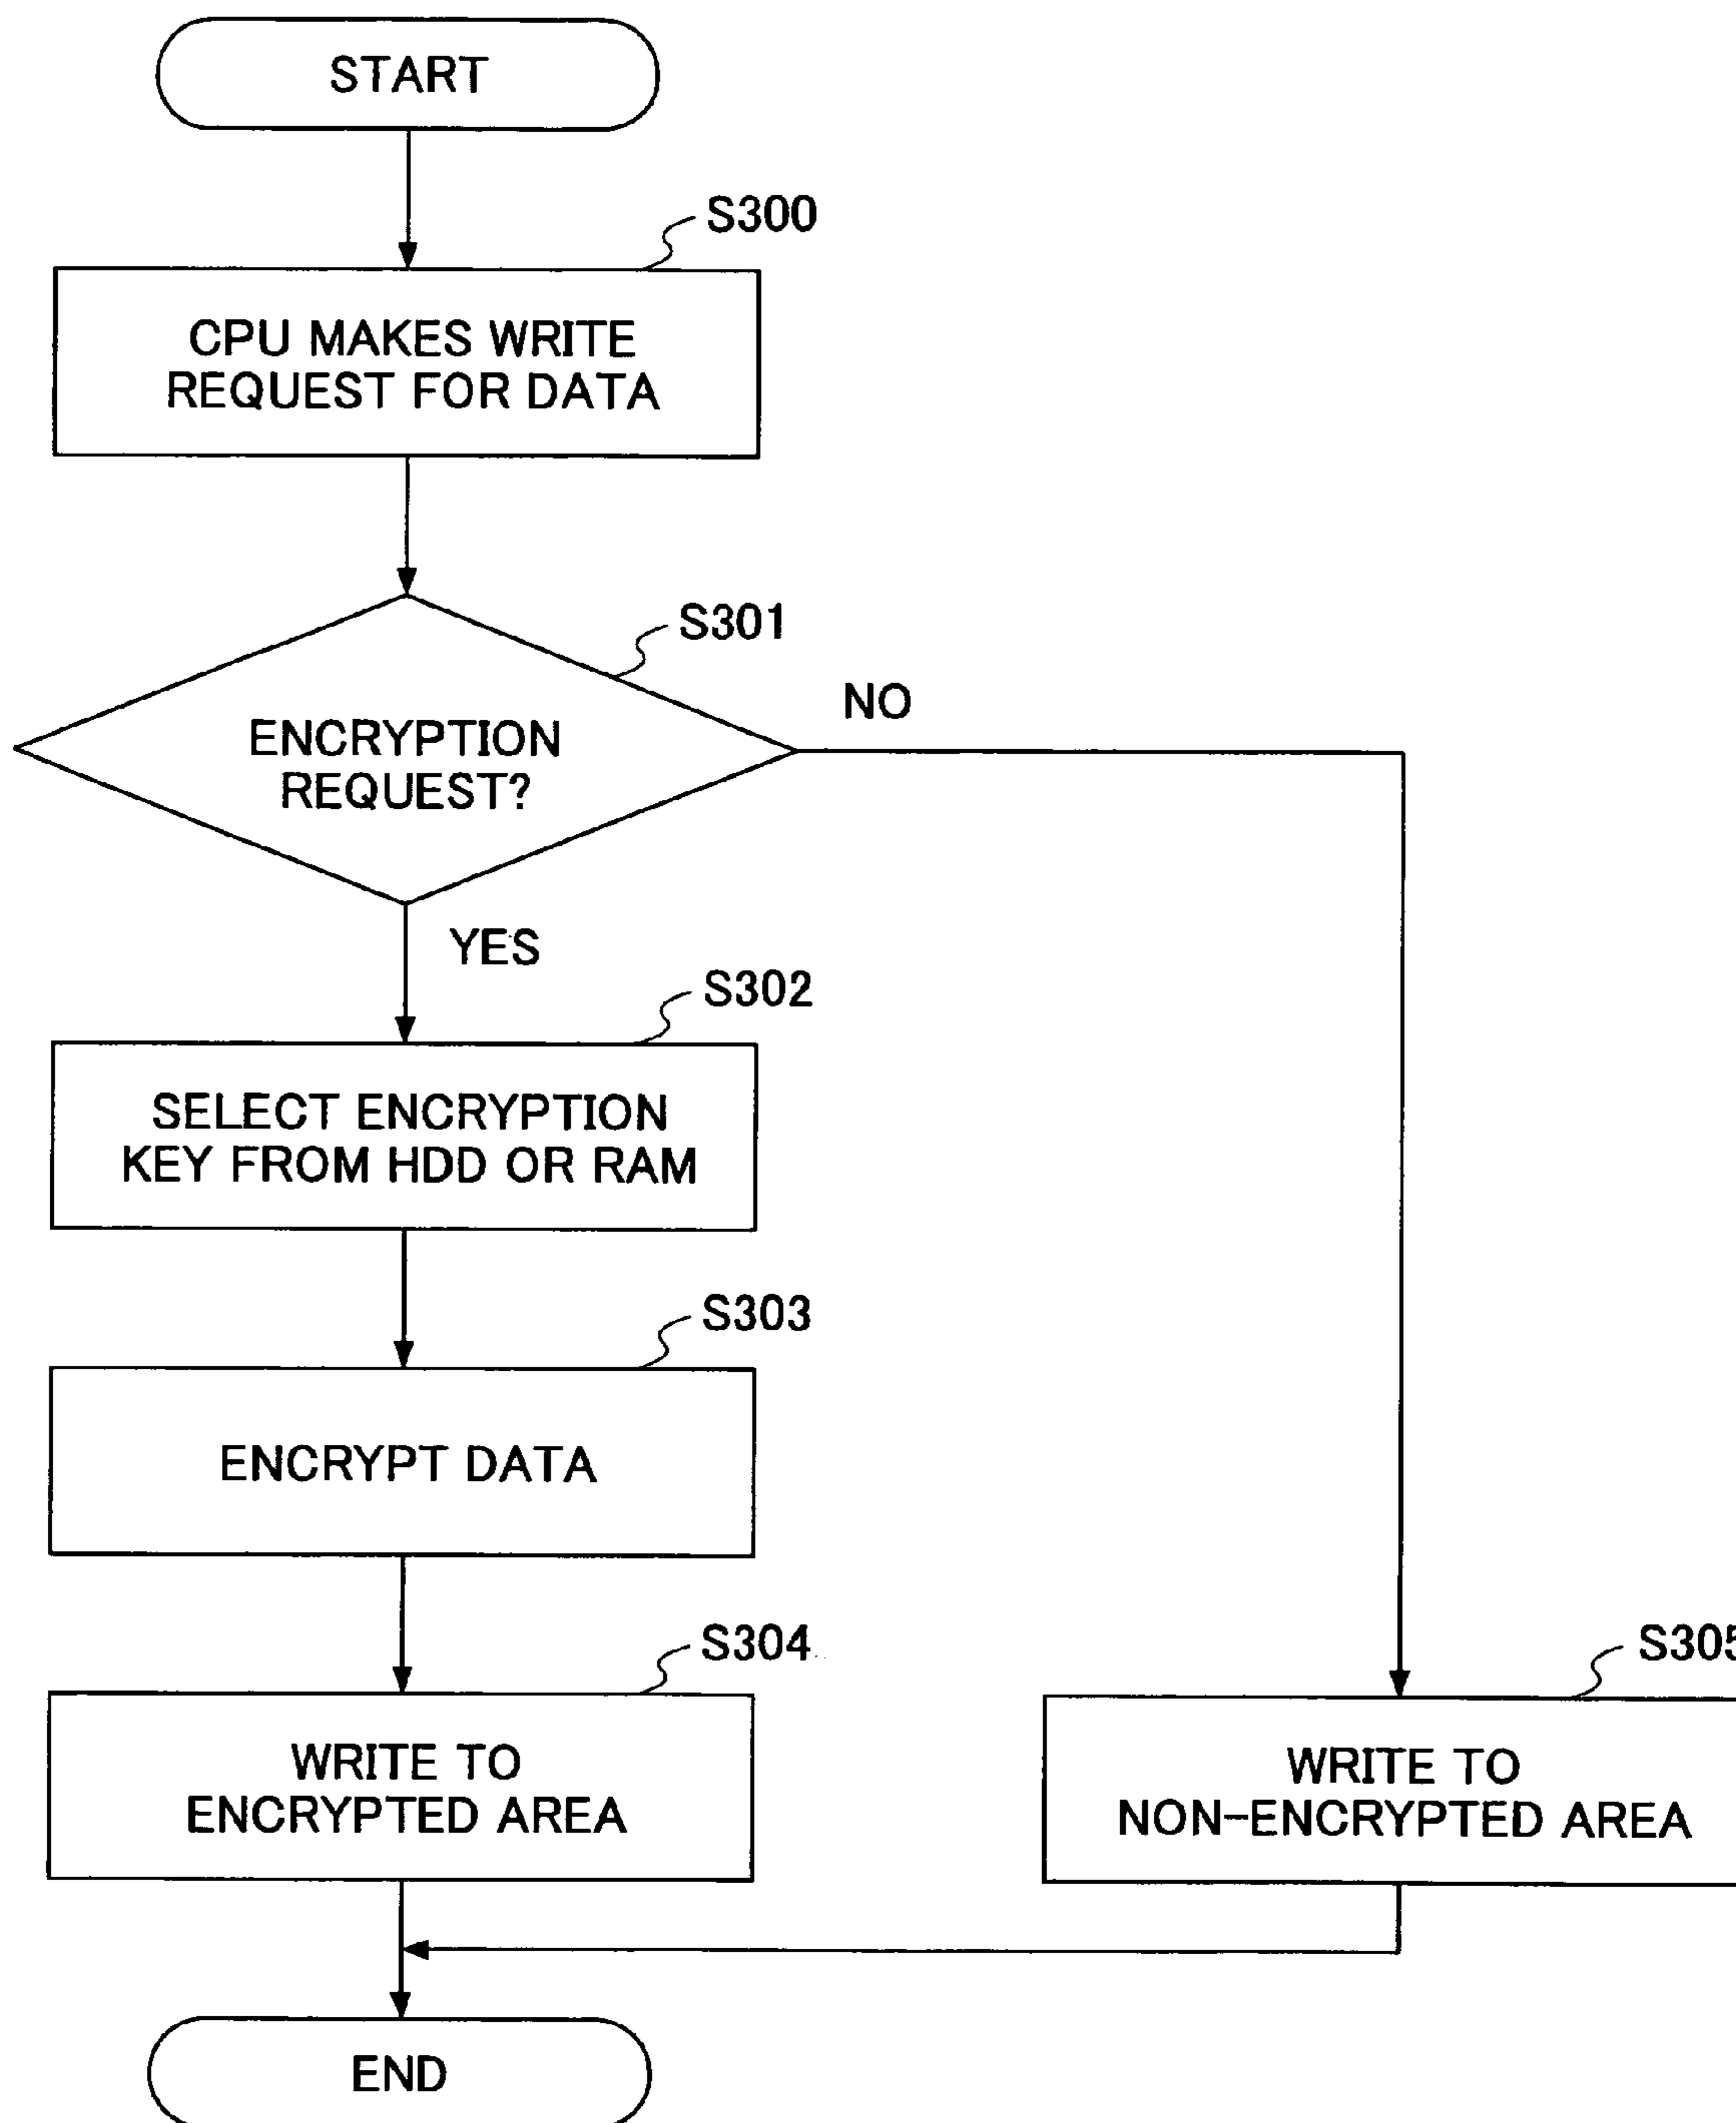 START
S300
CPU MAKES WRITE
REQUEST FOR DATA
S301
NO
ENCRYPTION
REQUEST?
YES
S302
SELECT ENCRYPTION
KEY FROM HDD OR RAM
S303
ENCRYPT DATA
S304
S305
WRITE TO
ENCRYPTED AREA
WRITE TO
NON-ENCRYPTED AREA
END